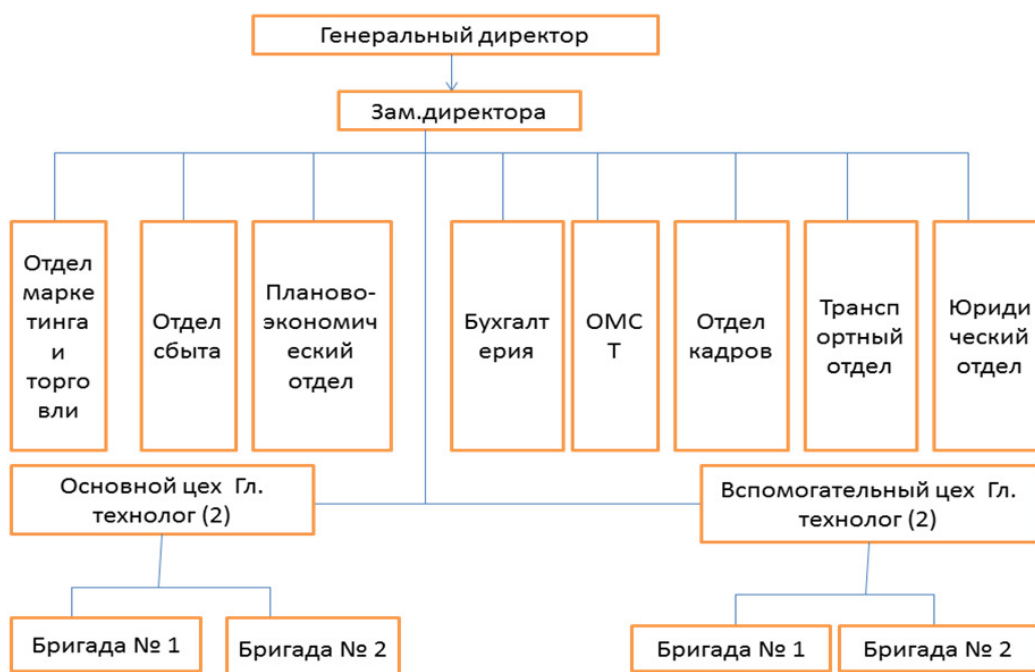 Генеральный директор
Зам.директора
Отдел
марке
тинга
и
торго
вли
Отдел
сбыта
Планово-
экономич
еский
отдел
Бухгалт
ерия
ОМС
Т
Отдел
кадров
Трансп
ортный
отдел
Юриди
ческий
отдел
Основной цех  Гл.
технолог (2)
Вспомогательный цех  Гл.
технолог (2)
Бригада № 1
Бригада № 2
Бригада № 1
Бригада № 2